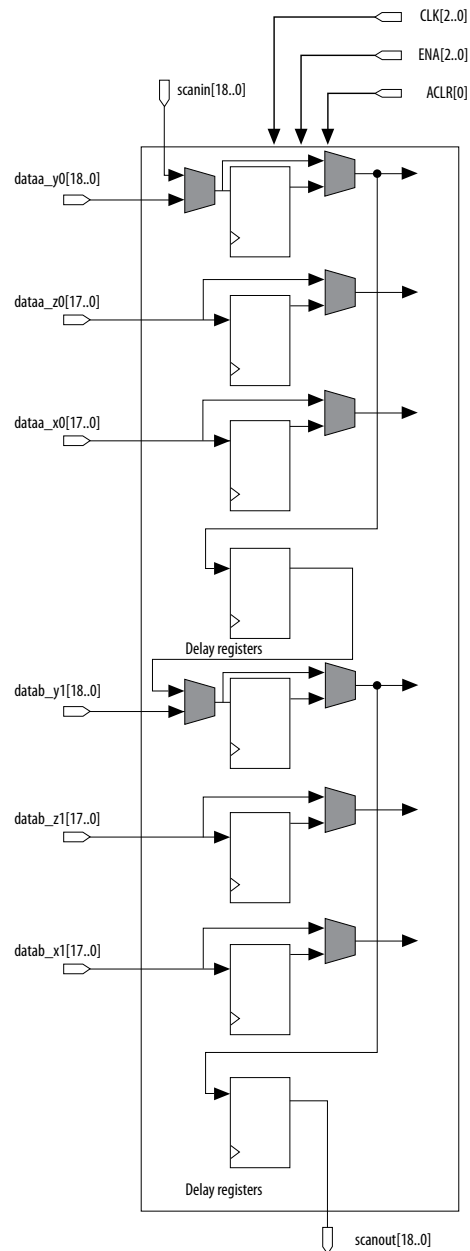 CLK[2..0]
ENA[2..0]
scanin[18..0]
ACLR[0]
dataa_y0[18..0]
dataa_z0[17..0]
dataa_x0[17..0]
Delay registers
datab_y1[18..0]
datab_z1[17..0]
datab_x1[17..0]
Delay registers
scanout[18..0]